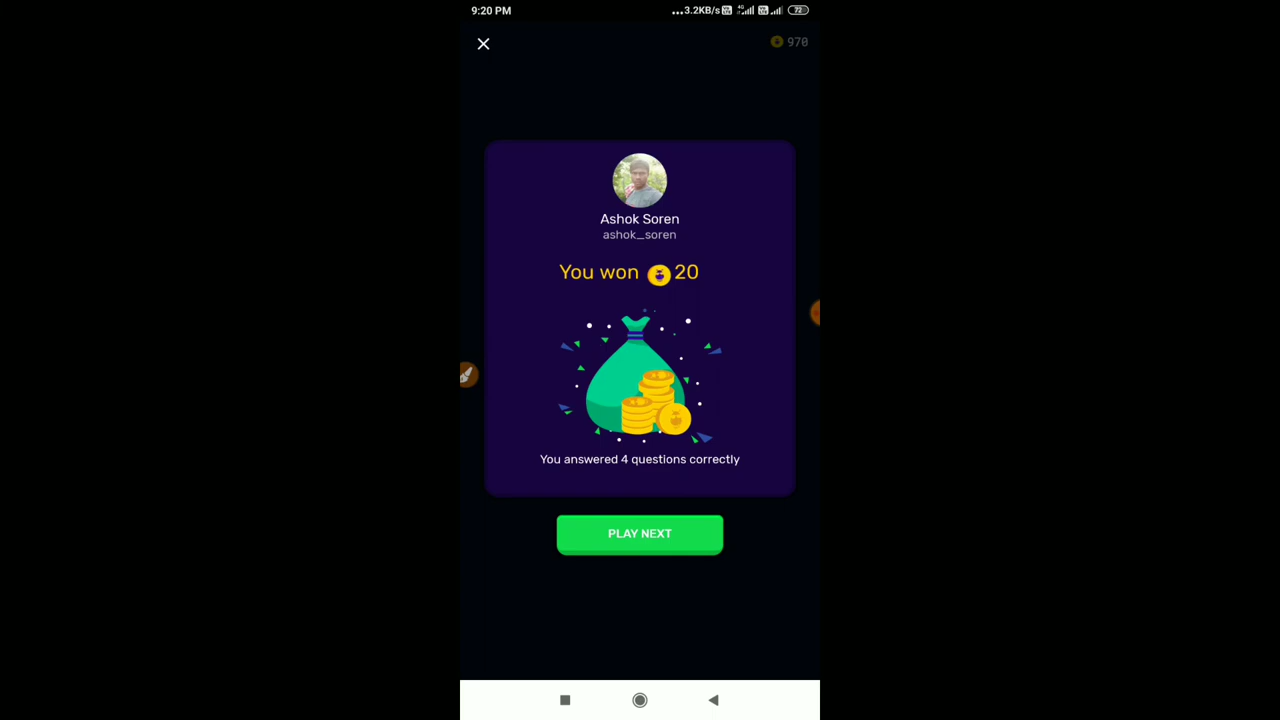 9:20 PM
...3.2KB/s 4G 72
970
Ashok Soren
ashok_soren
You won 20
You answered 4 questions correctly
PLAY NEXT